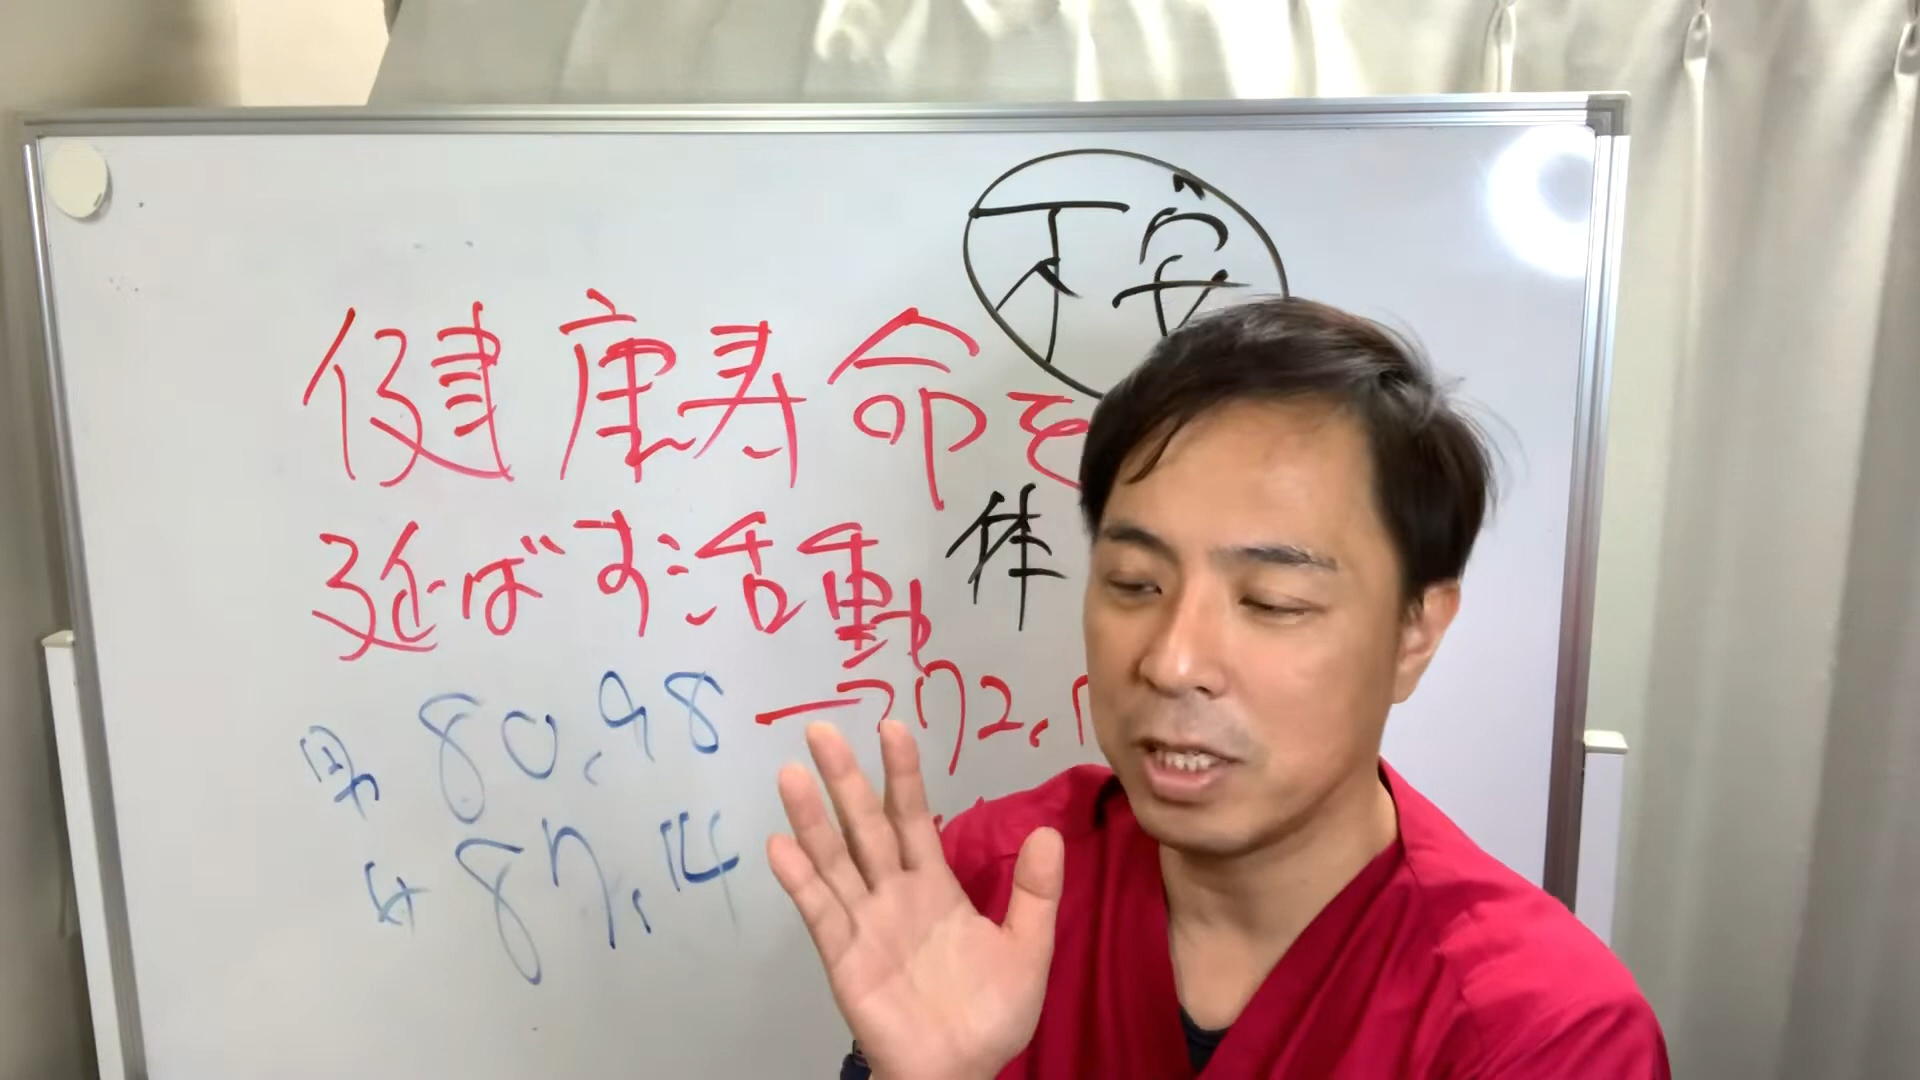 不安
健康寿命を
延ばす活動
体
男 80.98 → 72.
女 87.14